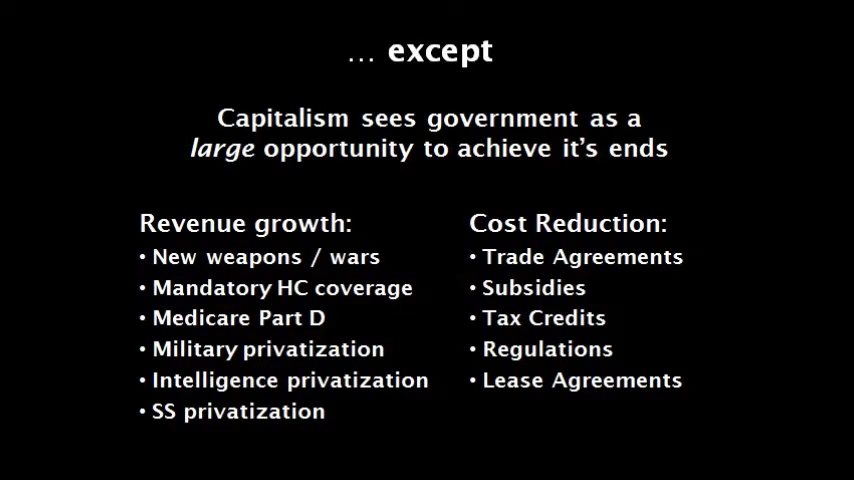 ... except
Capitalism sees government as a
large opportunity to achieve it's ends
Revenue growth:
• New weapons / wars
• Mandatory HC coverage
• Medicare Part D
• Military privatization
• Intelligence privatization
• SS privatization
Cost Reduction:
• Trade Agreements
• Subsidies
• Tax Credits
• Regulations
• Lease Agreements